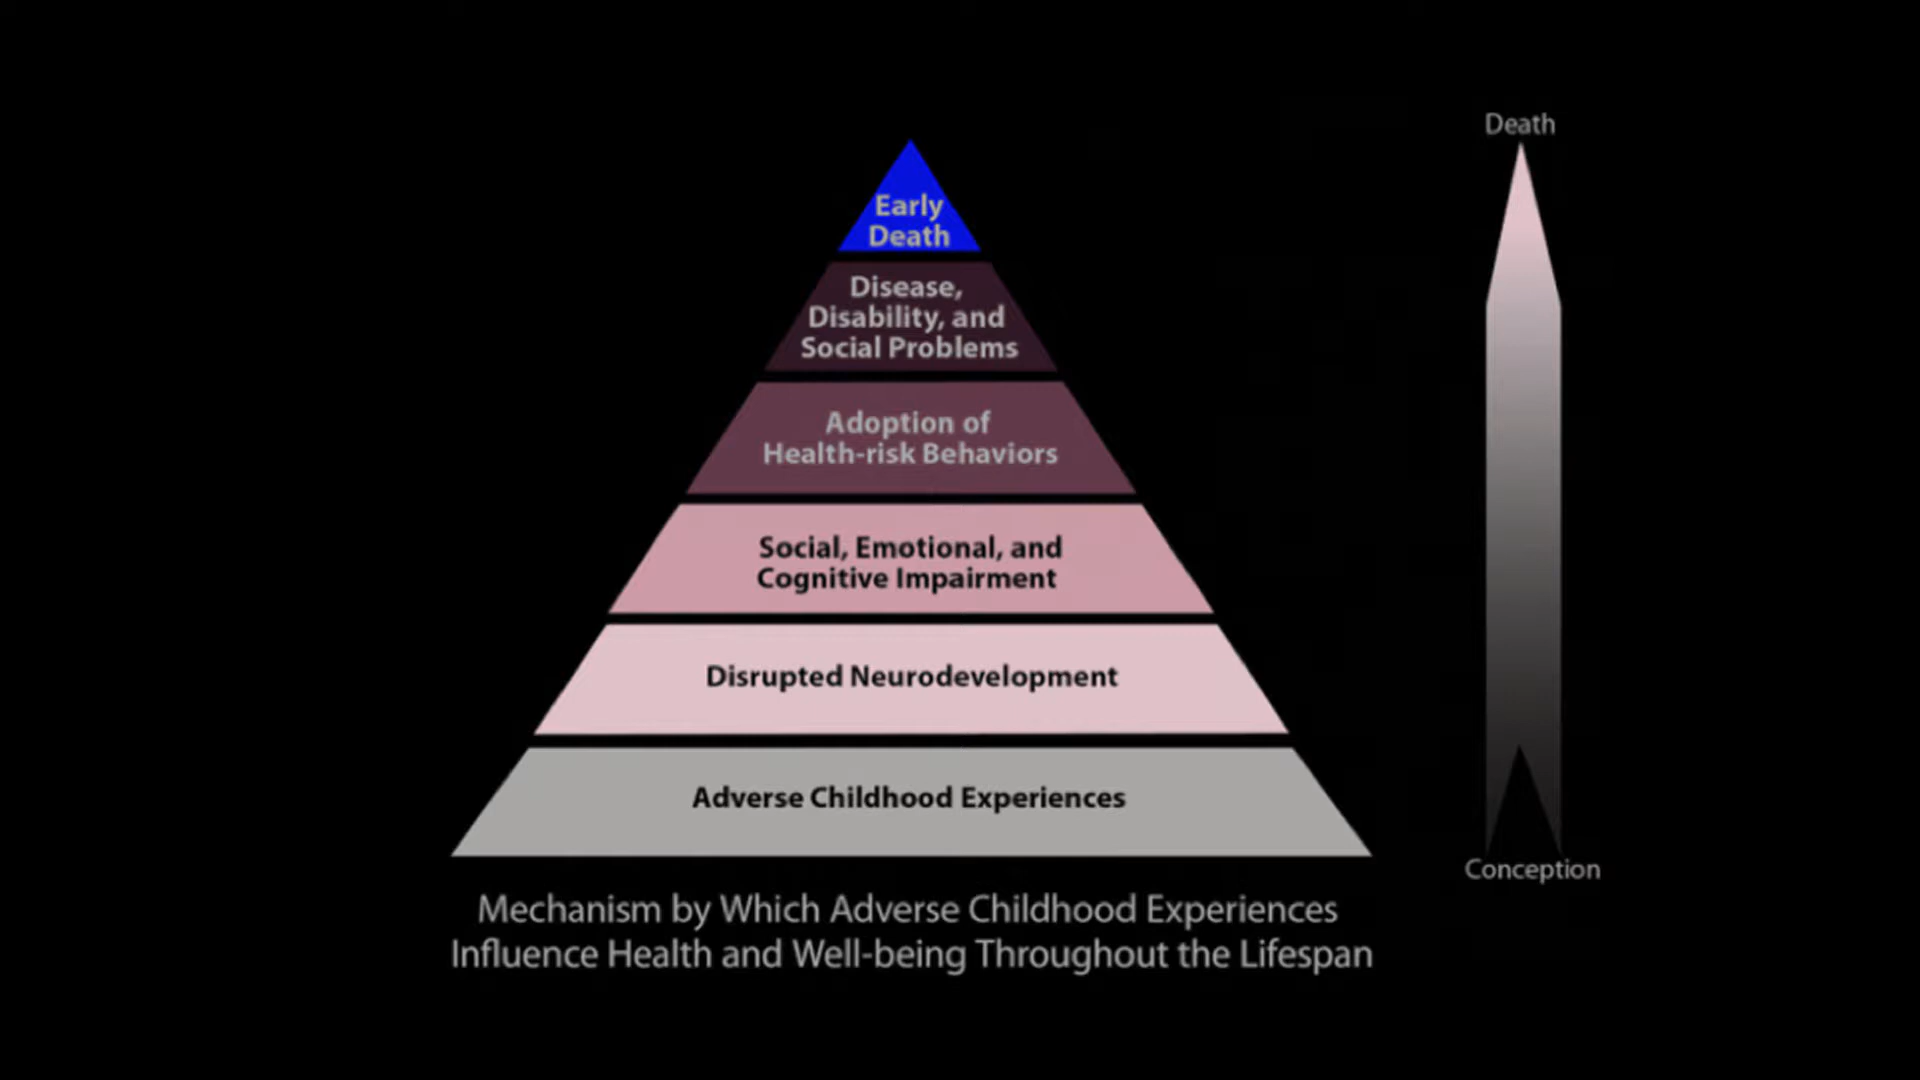 Death
Early
Death
Disease,
Disability, and
Social Problems
Adoption of
Health-risk Behaviors
Social, Emotional, and
Cognitive Impairment
Disrupted Neurodevelopment
Adverse Childhood Experiences
Conception
Mechanism by Which Adverse Childhood Experiences
Influence Health and Well-being Throughout the Lifespan